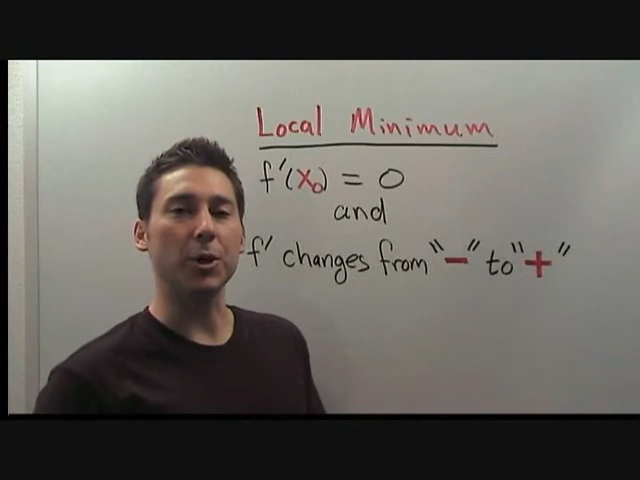 Local Minimum
f'(x₀) = 0
and
f' changes from "-" to "+"